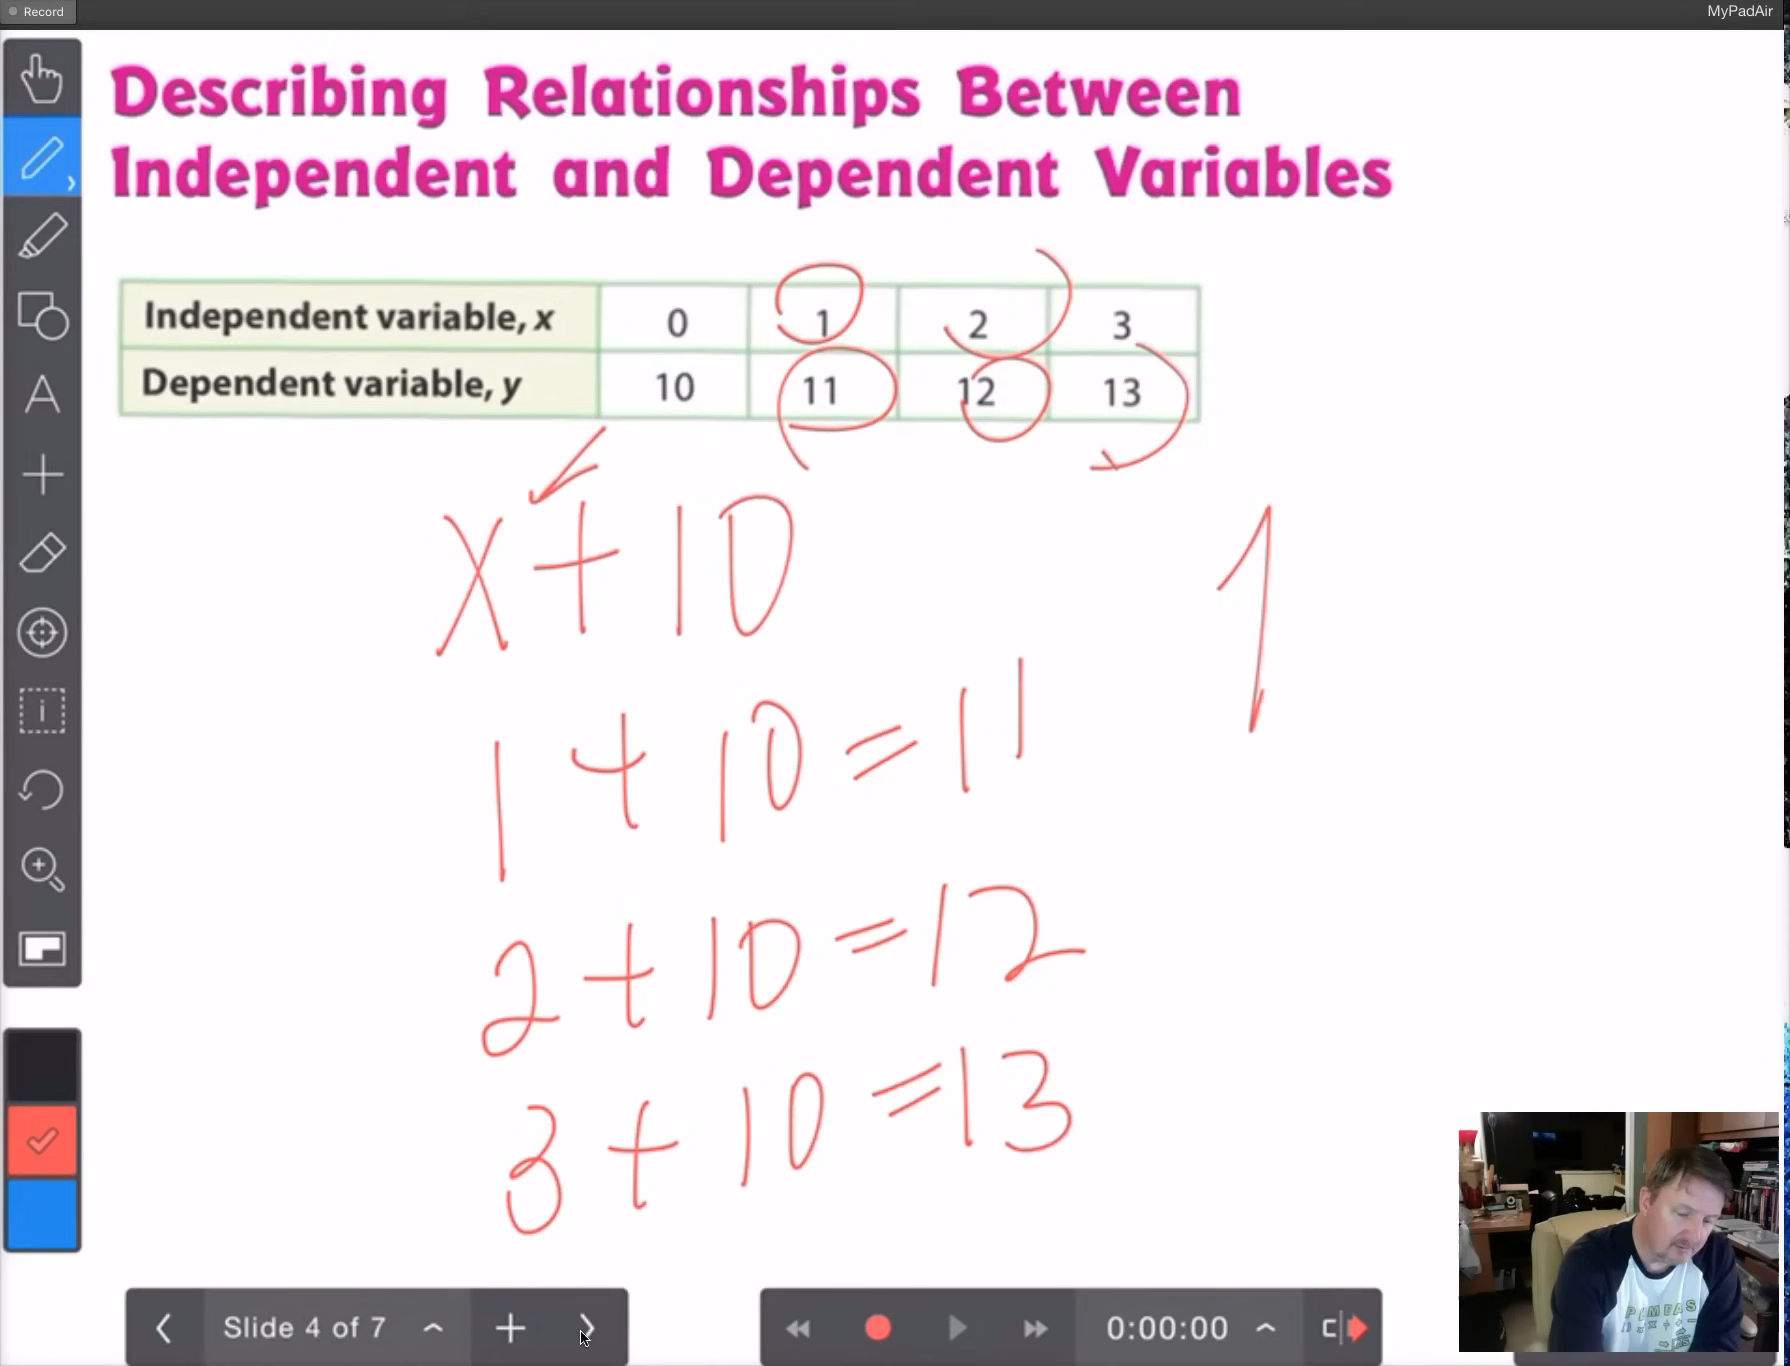 Record
MyPadAir
Describing Relationships Between
Independent and Dependent Variables
Independent variable, x 0 1 2 3
Dependent variable, y 10 11 12 13
x + 10
1
1 + 10 = 11
2 + 10 = 12
3 + 10 = 13
A
i
Slide 4 of 7
0:00:00